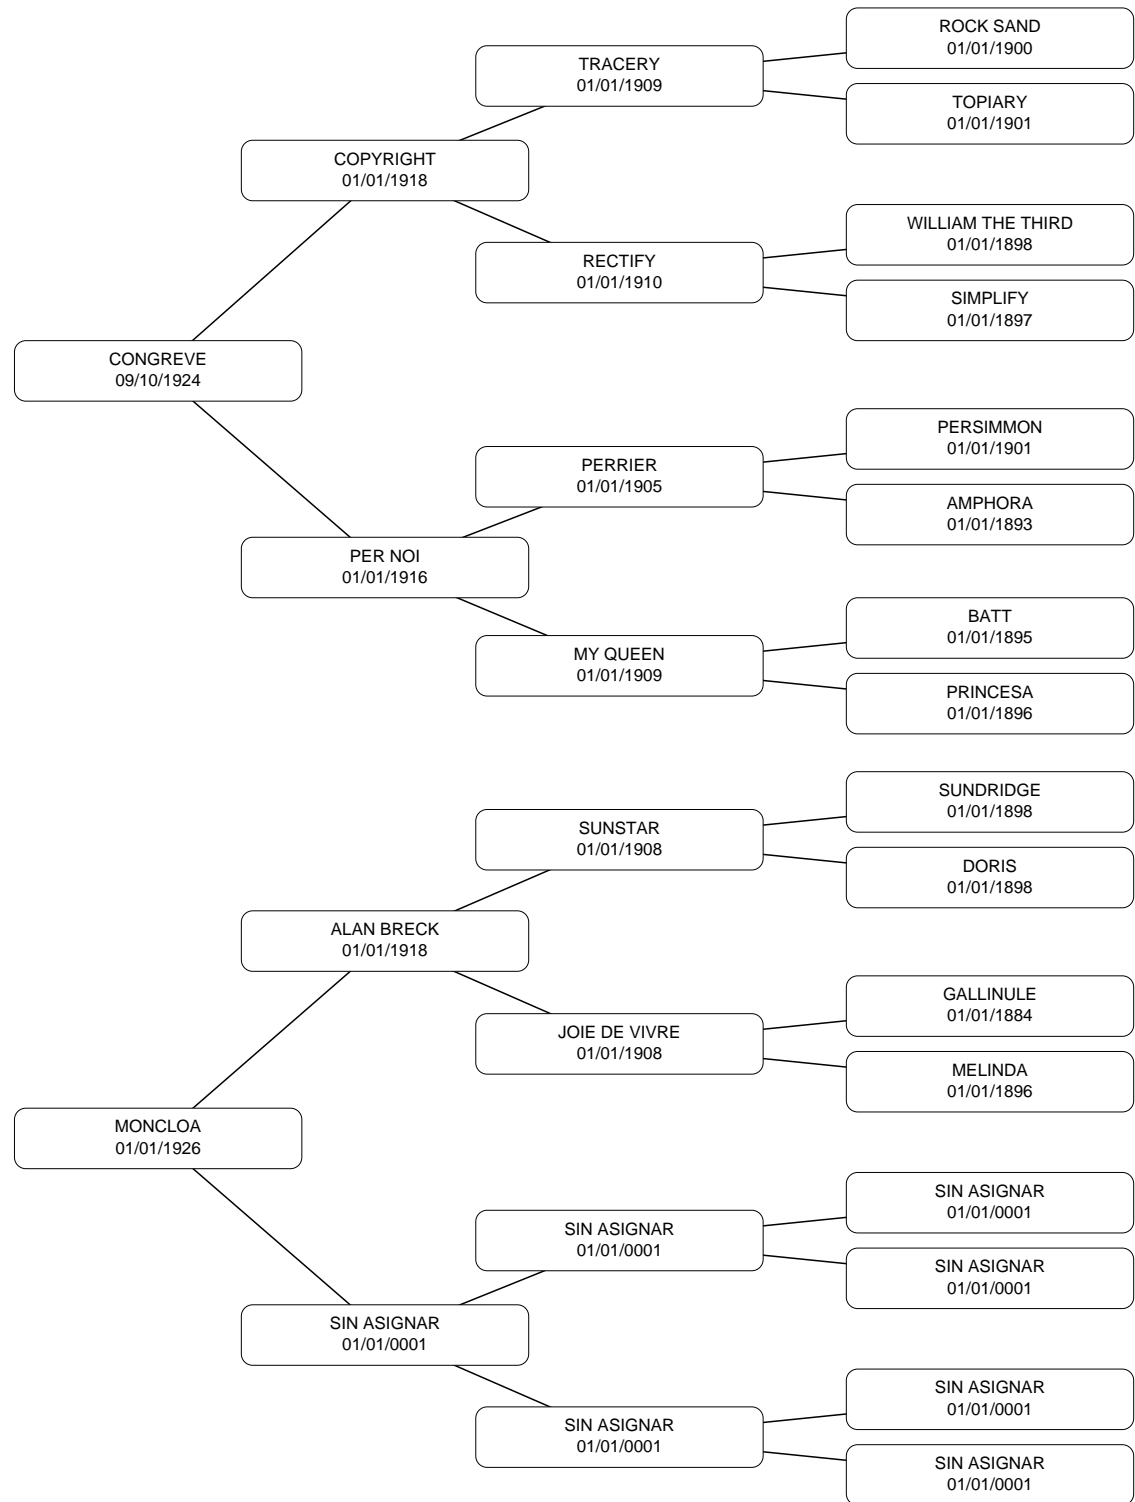 ROCK SAND
01/01/1900
TRACERY
01/01/1909
TOPIARY
01/01/1901
COPYRIGHT
01/01/1918
WILLIAM THE THIRD
01/01/1898
RECTIFY
01/01/1910
SIMPLIFY
01/01/1897
CONGREVE
09/10/1924
PERSIMMON
01/01/1901
PERRIER
01/01/1905
AMPHORA
01/01/1893
PER NOI
01/01/1916
BATT
01/01/1895
MY QUEEN
01/01/1909
PRINCESA
01/01/1896
SUNDRIDGE
01/01/1898
SUNSTAR
01/01/1908
DORIS
01/01/1898
ALAN BRECK
01/01/1918
GALLINULE
01/01/1884
JOIE DE VIVRE
01/01/1908
MELINDA
01/01/1896
MONCLOA
01/01/1926
SIN ASIGNAR
01/01/0001
SIN ASIGNAR
01/01/0001
SIN ASIGNAR
01/01/0001
SIN ASIGNAR
01/01/0001
SIN ASIGNAR
01/01/0001
SIN ASIGNAR
01/01/0001
SIN ASIGNAR
01/01/0001